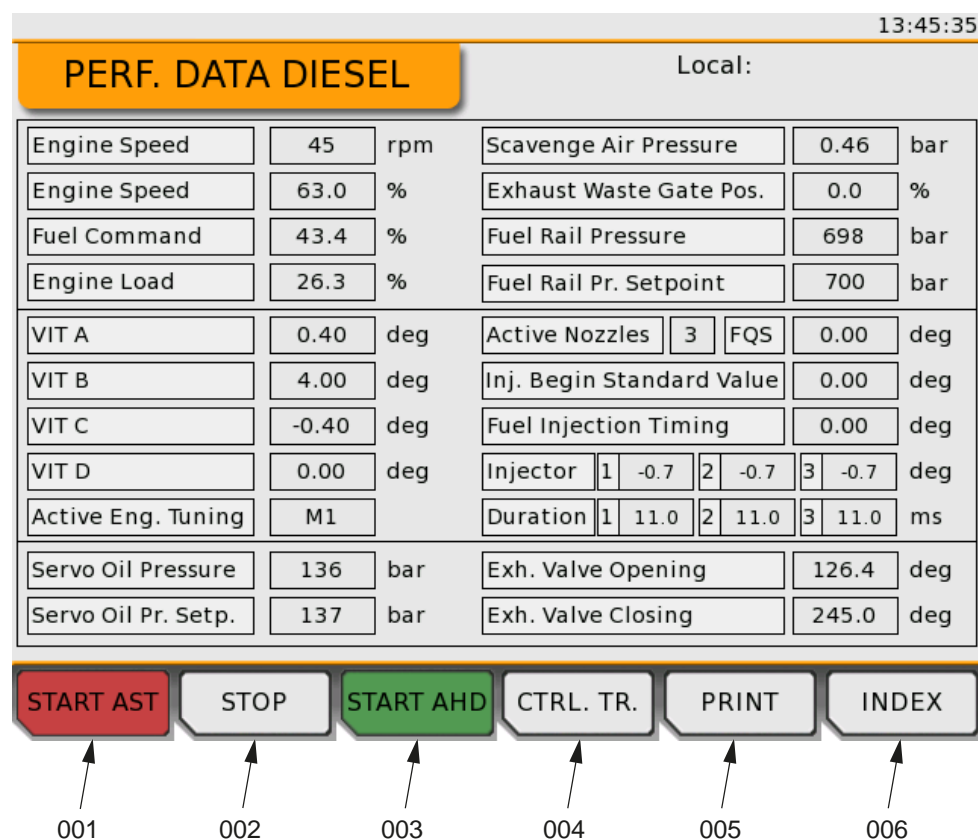 13:45:35
PERF. DATA DIESEL Local:
Engine Speed 45 rpm Scavenge Air Pressure 0.46 bar
Engine Speed 63.0 % Exhaust Waste Gate Pos. 0.0 %
Fuel Command 43.4 % Fuel Rail Pressure 698 bar
Engine Load 26.3 % Fuel Rail Pr. Setpoint 700 bar
VIT A 0.40 deg Active Nozzles 3 FQS 0.00 deg
VIT B 4.00 deg Inj. Begin Standard Value 0.00 deg
VIT C -0.40 deg Fuel Injection Timing 0.00 deg
VIT D 0.00 deg Injector 1 -0.7 2 -0.7 3 -0.7 deg
Active Eng. Tuning M1 Duration 1 11.0 2 11.0 3 11.0 ms
Servo Oil Pressure 136 bar Exh. Valve Opening 126.4 deg
Servo Oil Pr. Setp. 137 bar Exh. Valve Closing 245.0 deg
START AST STOP START AHD CTRL. TR. PRINT INDEX
001 002 003 004 005 006